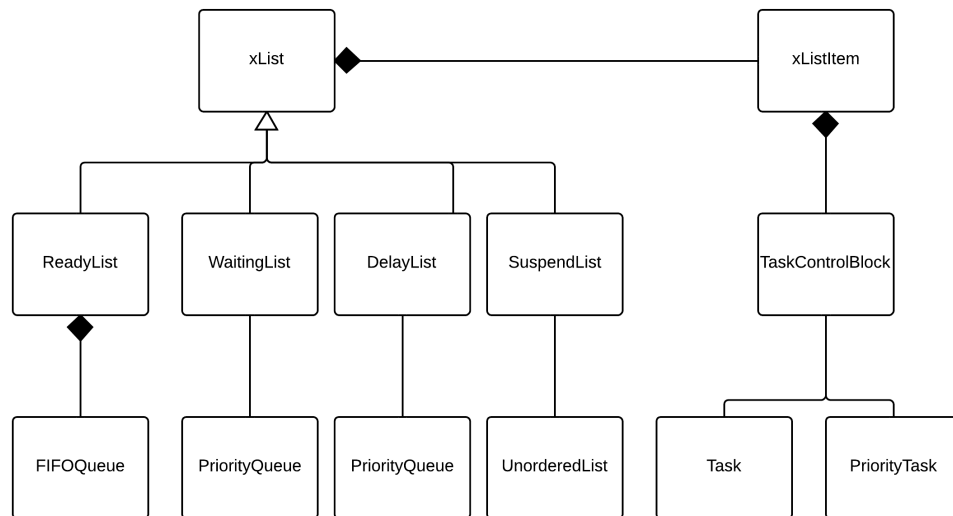 xList
xListItem
ReadyList
WaitingList
DelayList
SuspendList
TaskControlBlock
FIFOQueue
PriorityQueue
PriorityQueue
UnorderedList
Task
PriorityTask